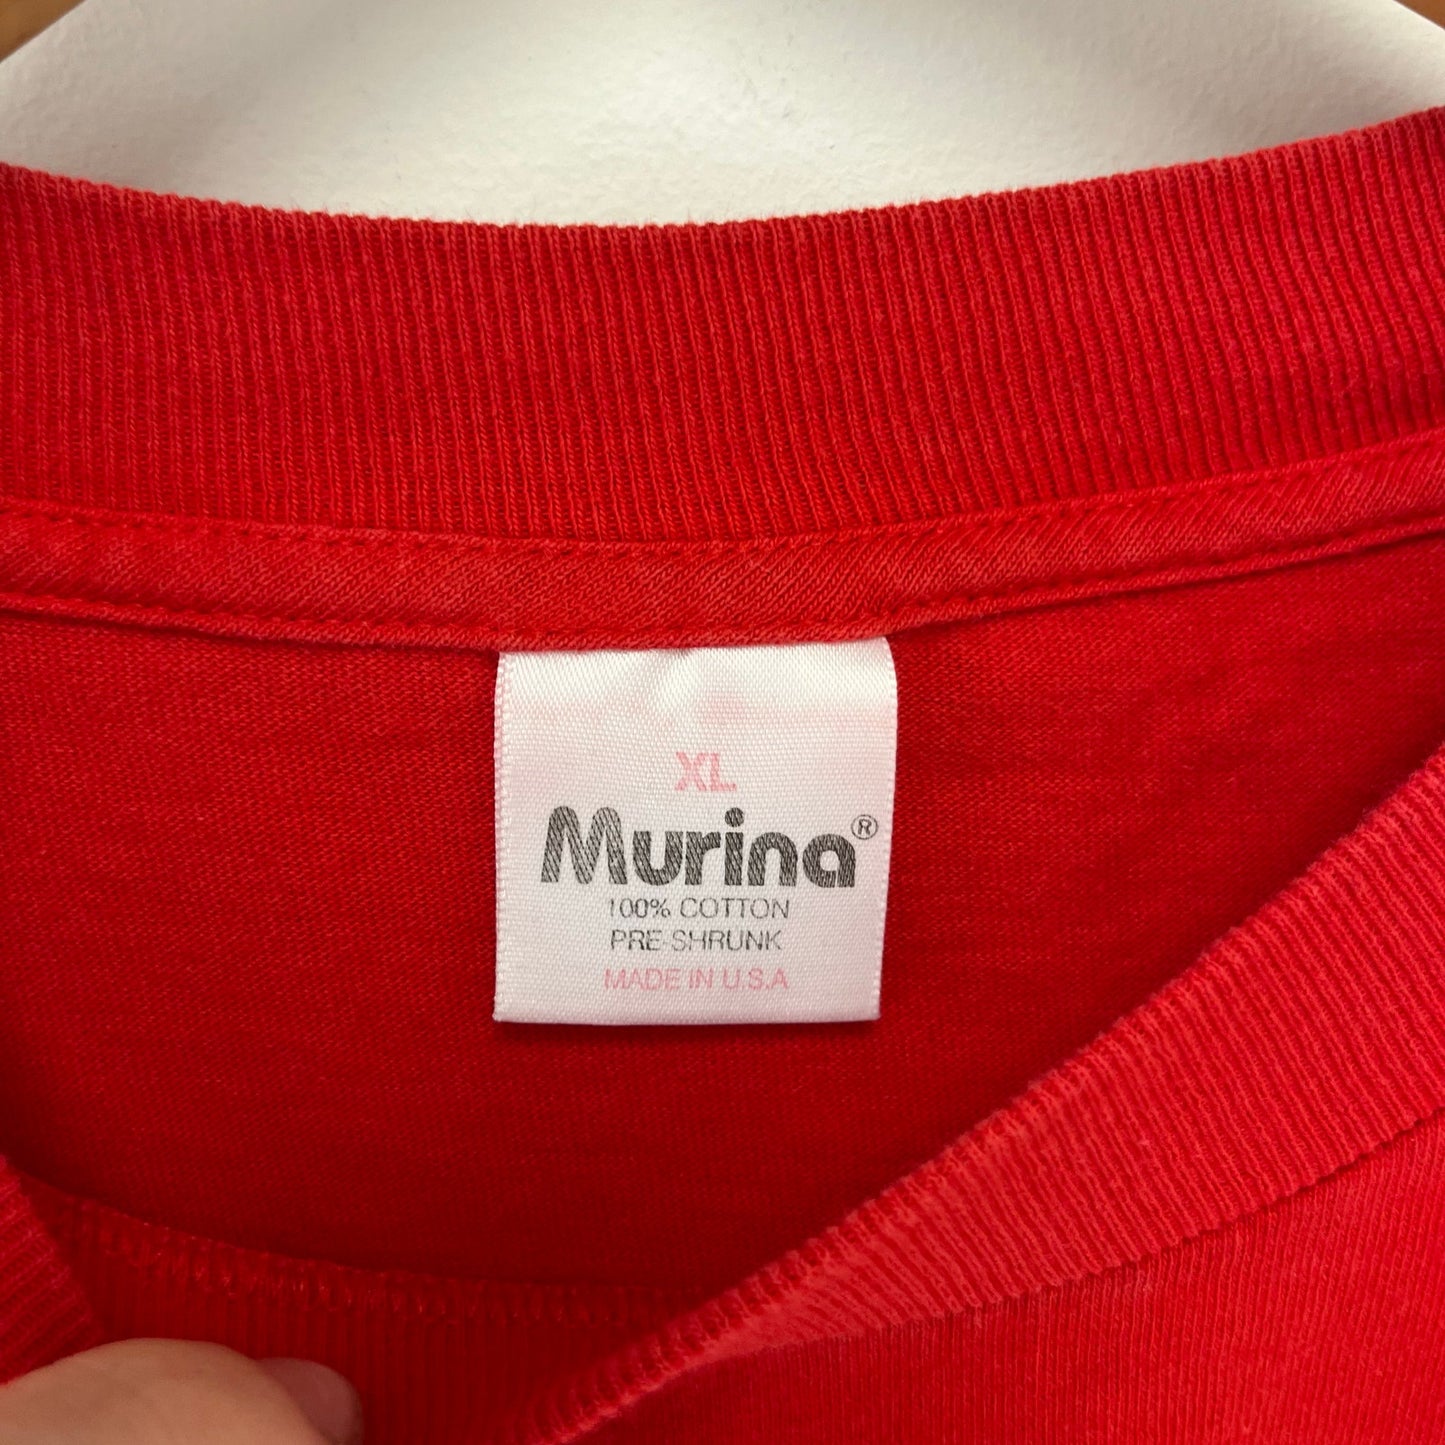 XL
Murina®
100% COTTON
PRE-SHRUNK
MADE IN U.S.A